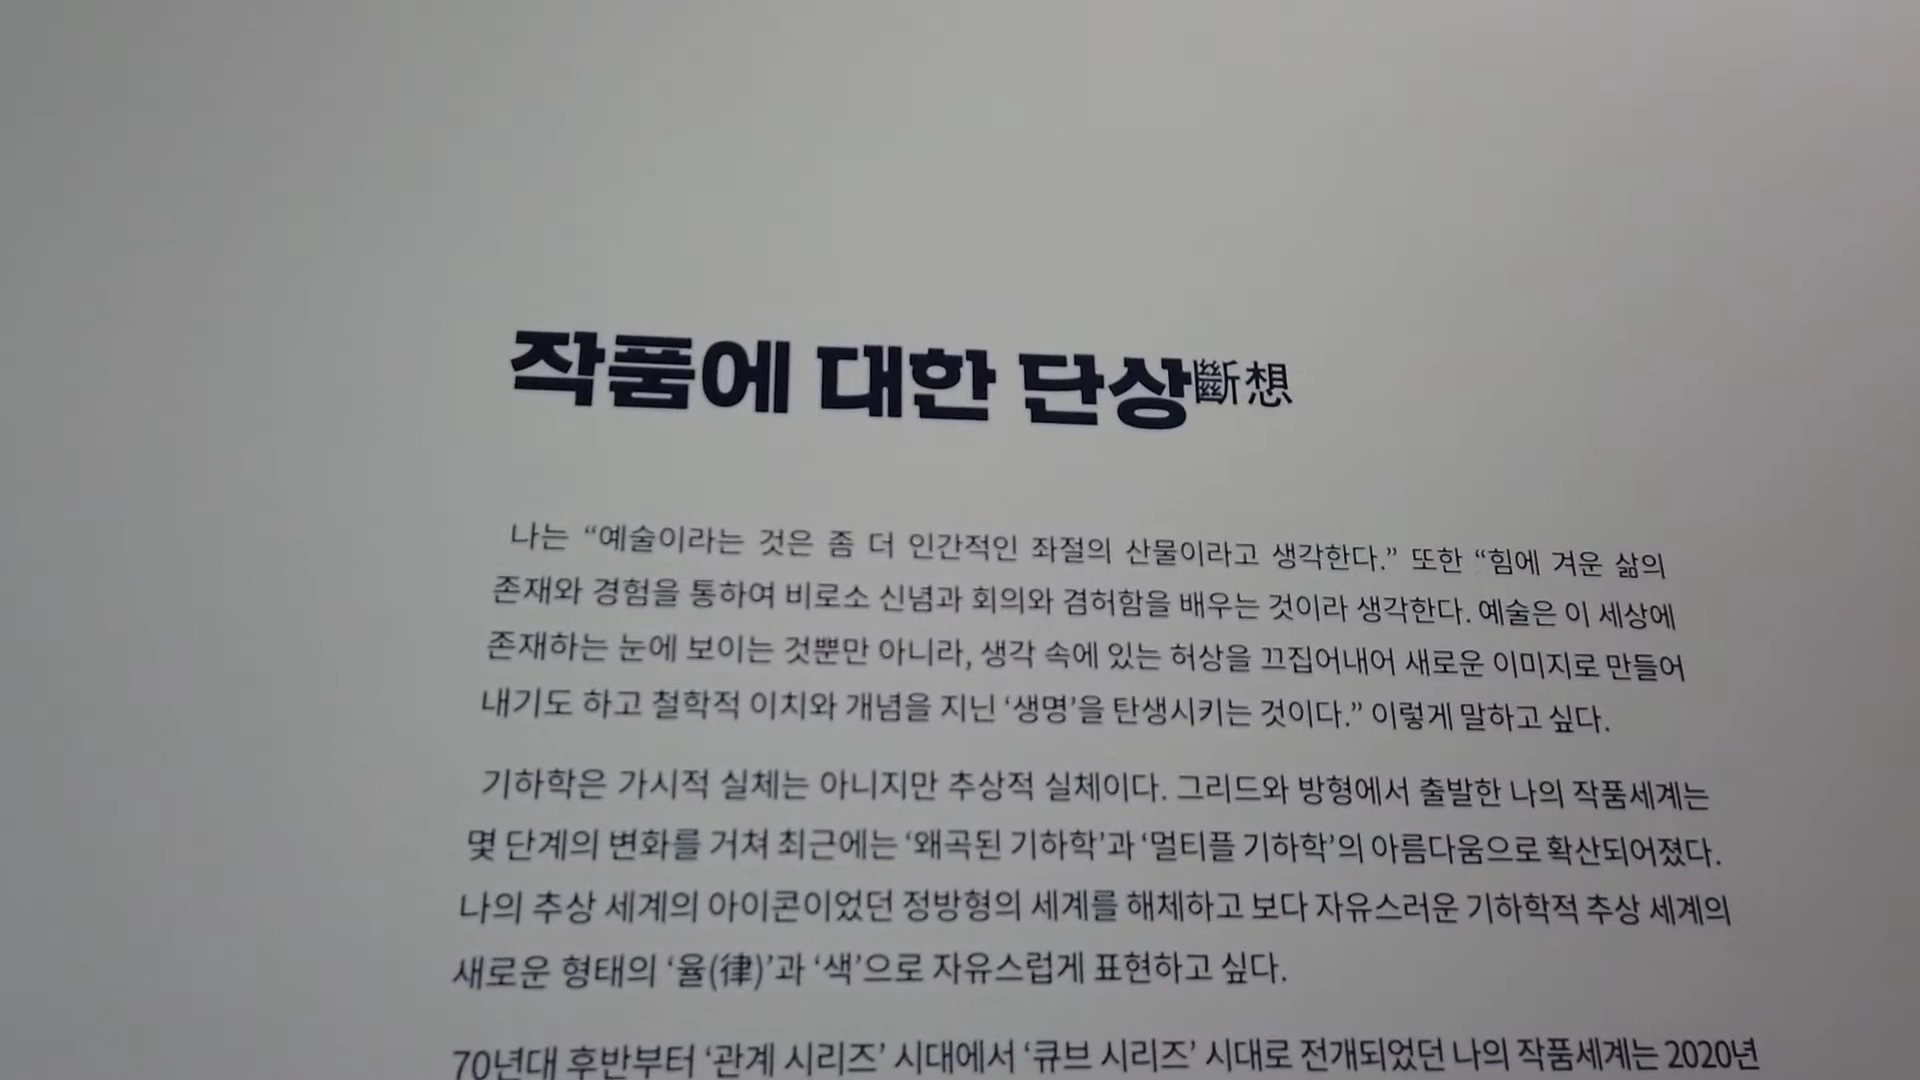 작품에 대한 단상斷想
나는 “예술이라는 것은 좀 더 인간적인 좌절의 산물이라고 생각한다.” 또한 “힘에 겨운 삶의
존재와 경험을 통하여 비로소 신념과 회의와 겸허함을 배우는 것이라 생각한다. 예술은 이 세상에
존재하는 눈에 보이는 것뿐만 아니라, 생각 속에 있는 허상을 끄집어내어 새로운 이미지로 만들어
내기도 하고 철학적 이치와 개념을 지닌 ‘생명’을 탄생시키는 것이다.” 이렇게 말하고 싶다.
기하학은 가시적 실체는 아니지만 추상적 실체이다. 그리드와 방형에서 출발한 나의 작품세계는
몇 단계의 변화를 거쳐 최근에는 ‘왜곡된 기하학’과 ‘멀티플 기하학’의 아름다움으로 확산되어졌다.
나의 추상 세계의 아이콘이었던 정방형의 세계를 해체하고 보다 자유스러운 기하학적 추상 세계의
새로운 형태의 ‘율(律)’과 ‘색’으로 자유스럽게 표현하고 싶다.
70년대 후반부터 ‘관계 시리즈’ 시대에서 ‘큐브 시리즈’ 시대로 전개되었던 나의 작품세계는 2020년